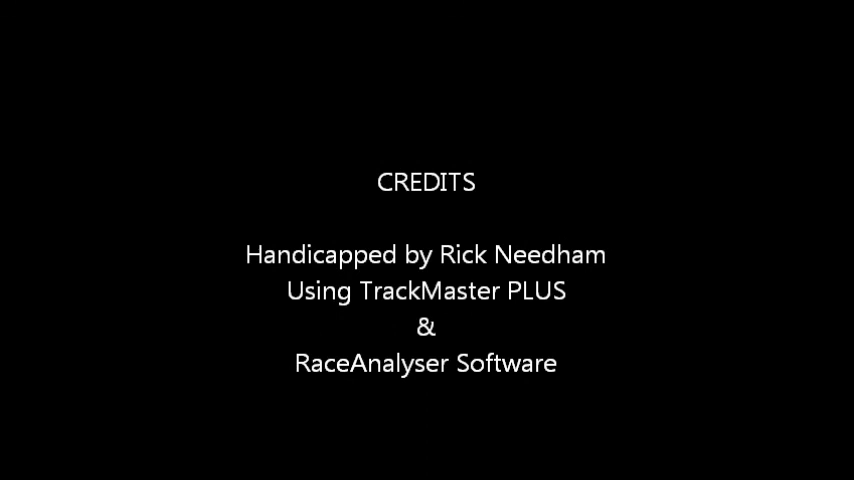 CREDITS
Handicapped by Rick Needham
Using TrackMaster PLUS
&
RaceAnalyser Software